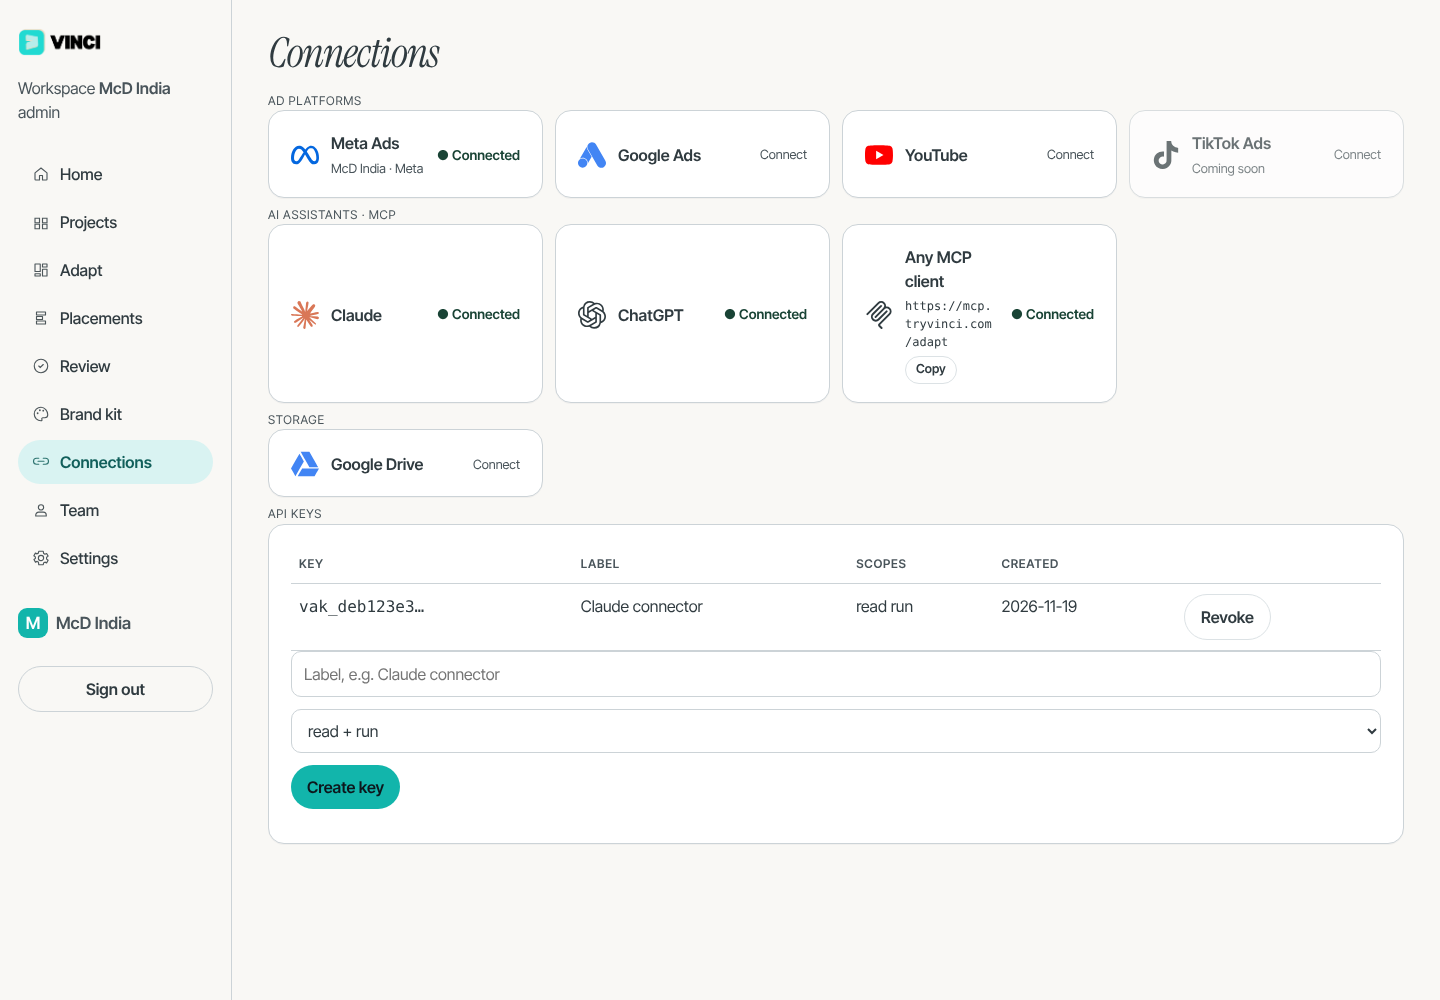 VINCI
Workspace McD India
admin
Home
Projects
Adapt
Placements
Review
Brand kit
Connections
Team
Settings
M McD India
Sign out
Connections
AD PLATFORMS
Meta Ads
McD India · Meta
Connected
Google Ads
Connect
YouTube
Connect
TikTok Ads
Coming soon
Connect
AI ASSISTANTS · MCP
Claude
Connected
ChatGPT
Connected
Any MCP
client
https://mcp.
tryvinci.com
/adapt
Copy
Connected
STORAGE
Google Drive
Connect
API KEYS
KEY LABEL SCOPES CREATED
vak_deb123e3… Claude connector read run 2026-11-19 Revoke
Label, e.g. Claude connector
read + run
Create key